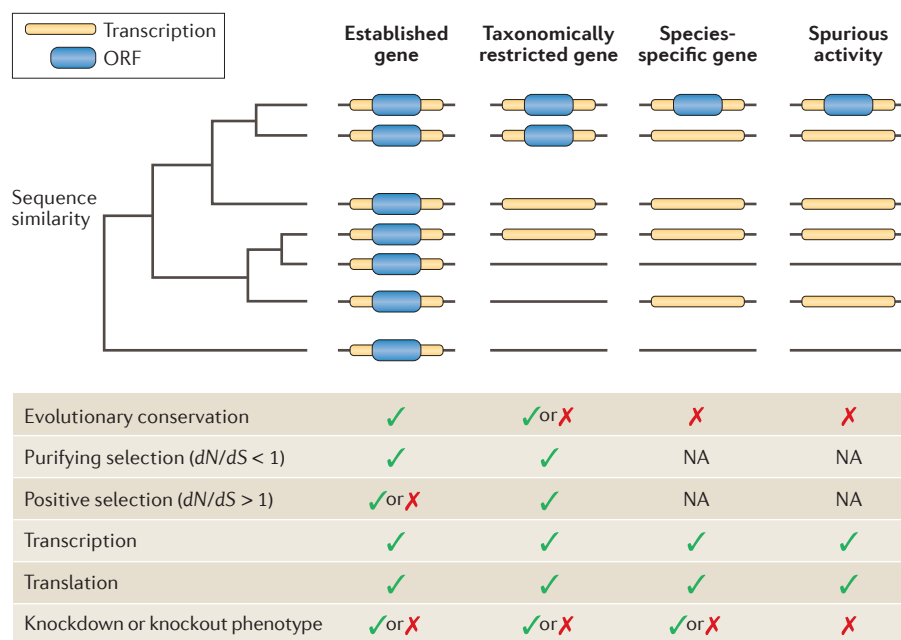 Transcription
ORF
Established
gene
Taxonomically
restricted gene
Species-
specific gene
Spurious
activity
Sequence
similarity
Evolutionary conservation ✓ ✓or✗ ✗ ✗
Purifying selection (dN/dS < 1) ✓ ✓ NA NA
Positive selection (dN/dS > 1) ✓or✗ ✓ NA NA
Transcription ✓ ✓ ✓ ✓
Translation ✓ ✓ ✓ ✓
Knockdown or knockout phenotype ✓or✗ ✓or✗ ✓or✗ ✗